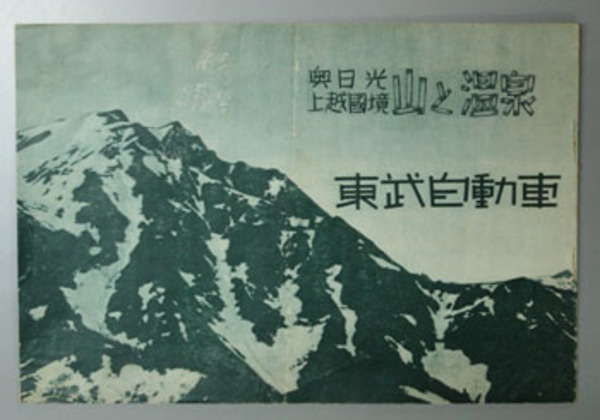 奥日光
上越國境 山と温泉
東武自動車